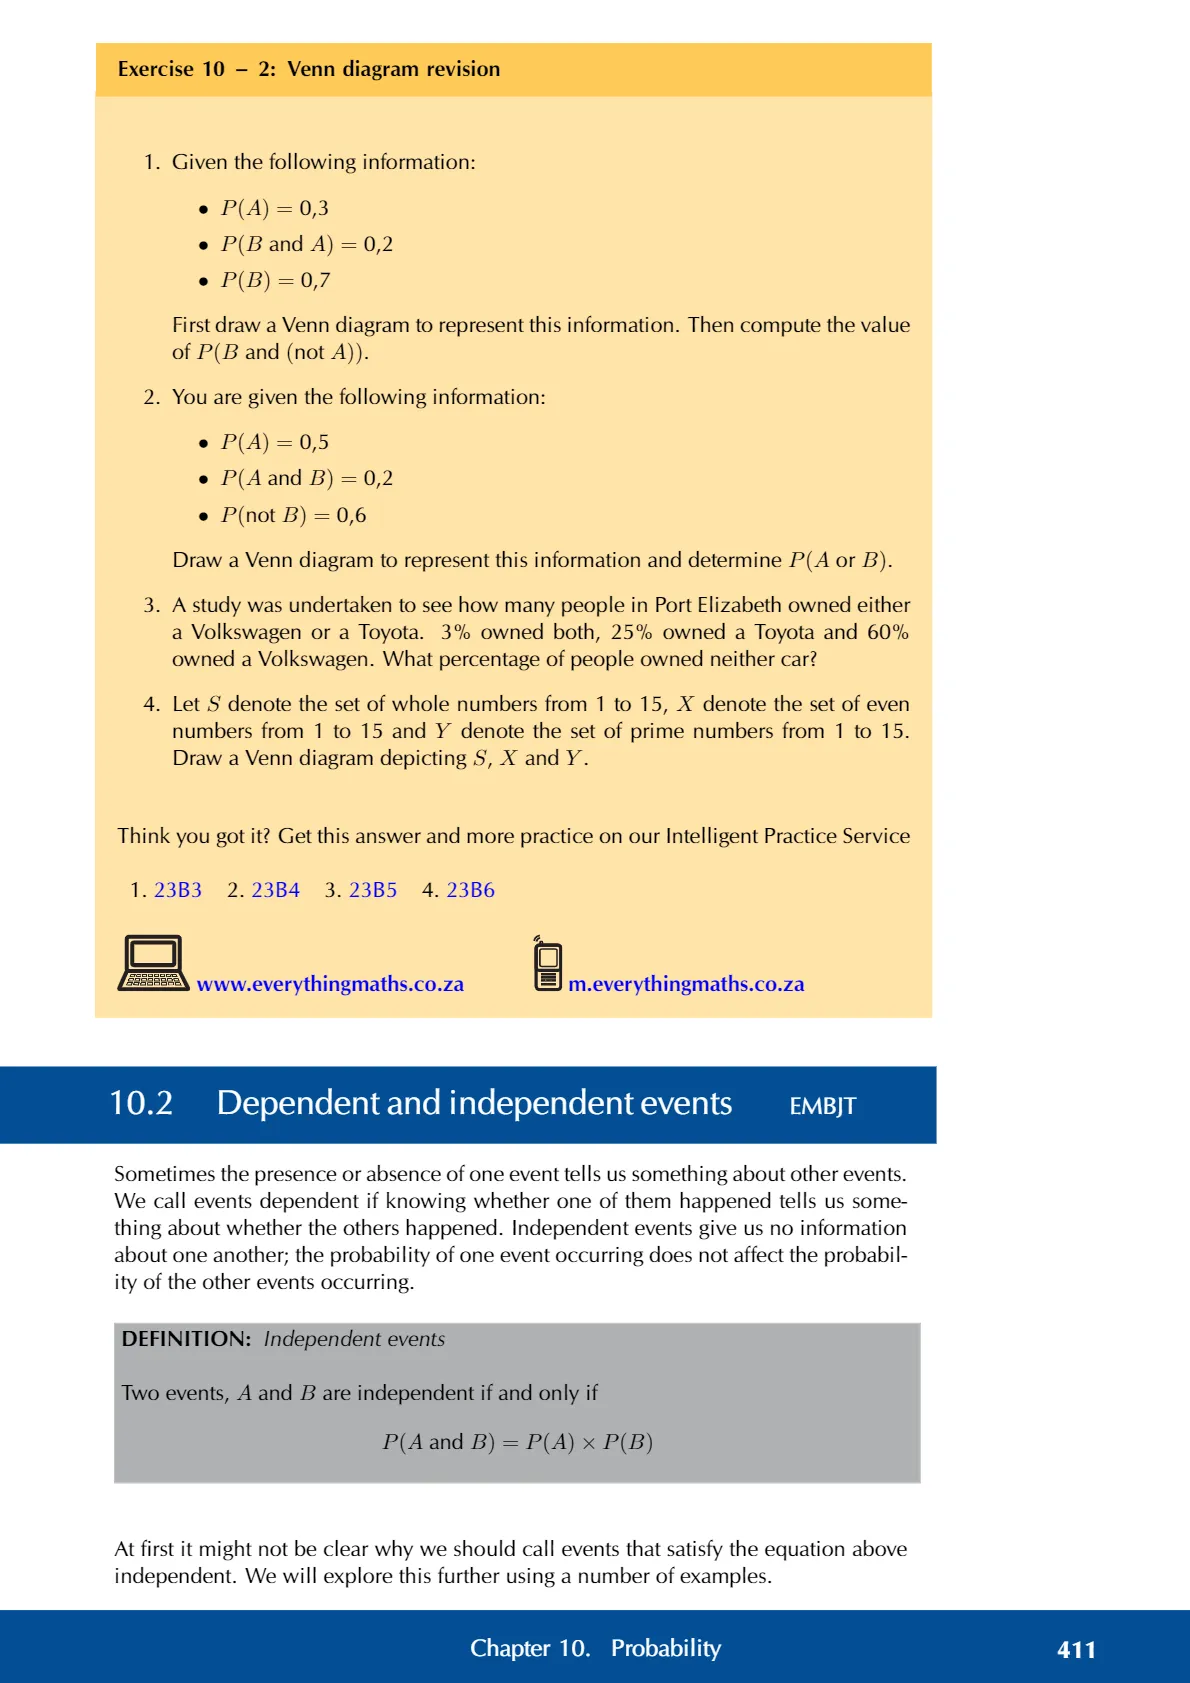 Exercise 10 – 2: Venn diagram revision
1. Given the following information:
• P(A) = 0,3
• P(B and A) = 0,2
• P(B) = 0,7
First draw a Venn diagram to represent this information. Then compute the value
of P(B and (not A)).
2. You are given the following information:
• P(A) = 0,5
• P(A and B) = 0,2
• P(not B) = 0,6
Draw a Venn diagram to represent this information and determine P(A or B).
3. A study was undertaken to see how many people in Port Elizabeth owned either
a Volkswagen or a Toyota. 3% owned both, 25% owned a Toyota and 60%
owned a Volkswagen. What percentage of people owned neither car?
4. Let S denote the set of whole numbers from 1 to 15, X denote the set of even
numbers from 1 to 15 and Y denote the set of prime numbers from 1 to 15.
Draw a Venn diagram depicting S, X and Y.
Think you got it? Get this answer and more practice on our Intelligent Practice Service
1. 23B3 2. 23B4 3. 23B5 4. 23B6
www.everythingmaths.co.za m.everythingmaths.co.za
10.2 Dependent and independent events EMBJT
Sometimes the presence or absence of one event tells us something about other events.
We call events dependent if knowing whether one of them happened tells us some-
thing about whether the others happened. Independent events give us no information
about one another; the probability of one event occurring does not affect the probabil-
ity of the other events occurring.
DEFINITION: Independent events
Two events, A and B are independent if and only if
P(A and B) = P(A) × P(B)
At first it might not be clear why we should call events that satisfy the equation above
independent. We will explore this further using a number of examples.
Chapter 10. Probability 411